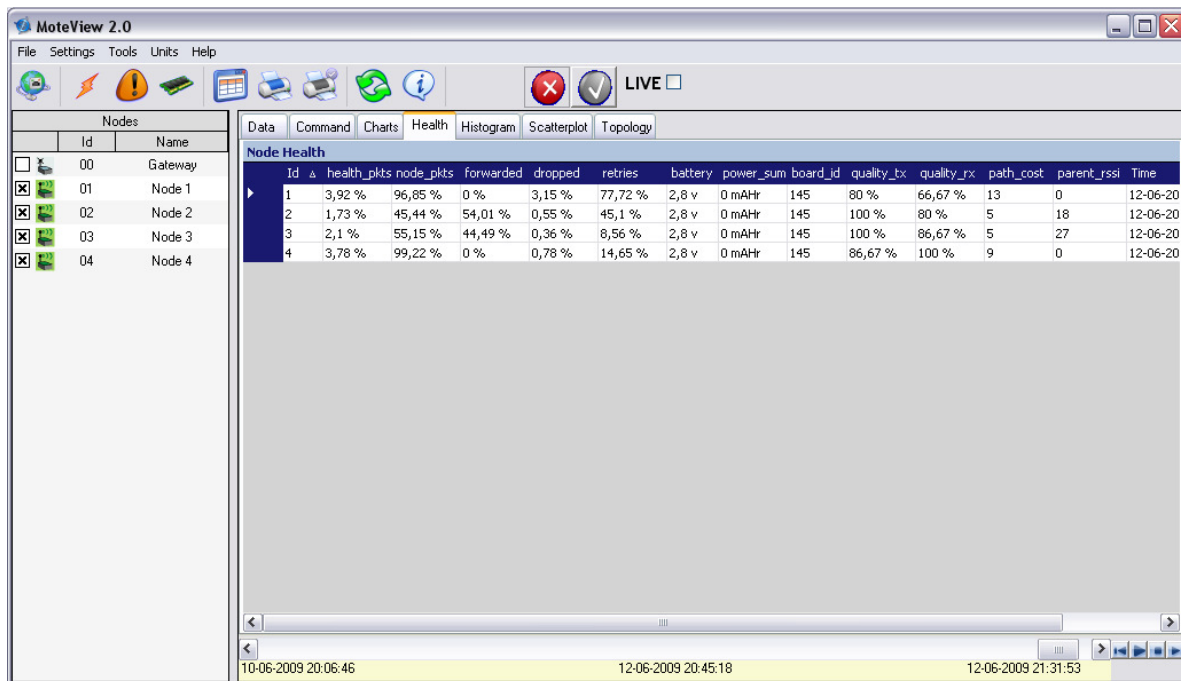 MoteView 2.0
File Settings Tools Units Help
LIVE
Nodes
Id Name
00 Gateway
01 Node 1
02 Node 2
03 Node 3
04 Node 4
Data Command Charts Health Histogram Scatterplot Topology
Node Health
Id health_pkts node_pkts forwarded dropped retries battery power_sum board_id quality_tx quality_rx path_cost parent_rssi Time
1 3,92 % 96,85 % 0 % 3,15 % 77,72 % 2,8 v 0 mAHr 145 80 % 66,67 % 13 0 12-06-20
2 1,73 % 45,44 % 54,01 % 0,55 % 45,1 % 2,8 v 0 mAHr 145 100 % 80 % 5 18 12-06-20
3 2,1 % 55,15 % 44,49 % 0,36 % 8,56 % 2,8 v 0 mAHr 145 100 % 86,67 % 5 27 12-06-20
4 3,78 % 99,22 % 0 % 0,78 % 14,65 % 2,8 v 0 mAHr 145 86,67 % 100 % 9 0 12-06-20
10-06-2009 20:06:46 12-06-2009 20:45:18 12-06-2009 21:31:53